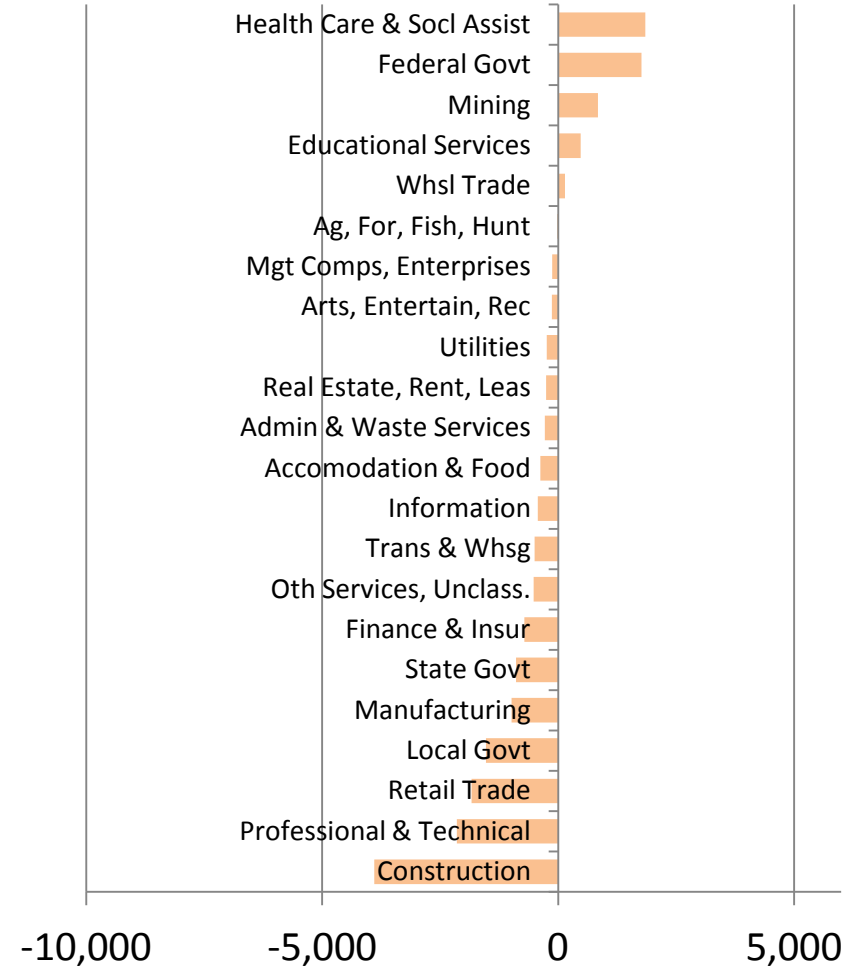 Health Care & Socl Assist
Federal Govt
Mining
Educational Services
Whsl Trade
Ag, For, Fish, Hunt
Mgt Comps, Enterprises
Arts, Entertain, Rec
Utilities
Real Estate, Rent, Leas
Admin & Waste Services
Accomodation & Food
Information
Trans & Whsg
Oth Services, Unclass.
Finance & Insur
State Govt
Manufacturing
Local Govt
Retail Trade
Professional & Technical
Construction
-10,000 -5,000 0 5,000